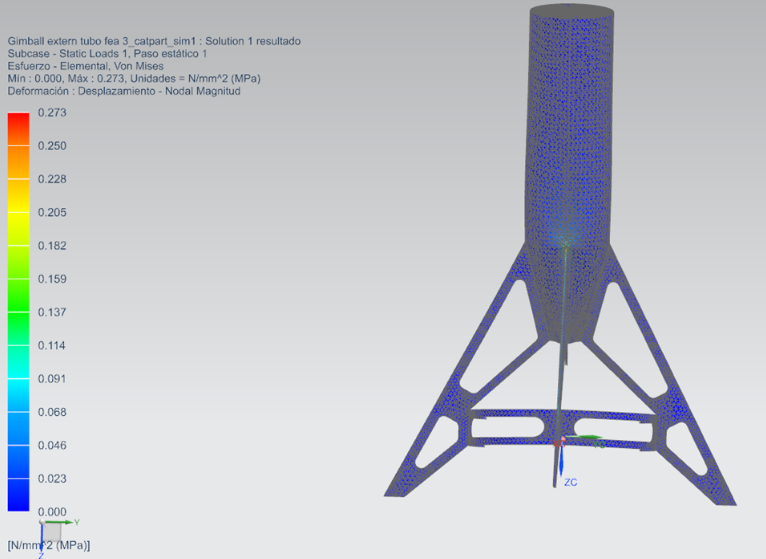 Gimball extern tubo fea 3_catpart_sim1 : Solution 1 resultado
Subcase - Static Loads 1, Paso estático 1
Esfuerzo - Elemental, Von Mises
Mín : 0.000, Máx : 0.273, Unidades = N/mm^2 (MPa)
Deformación : Desplazamiento - Nodal Magnitud
0.273
0.250
0.228
0.205
0.182
0.159
0.137
0.114
0.091
0.068
0.046
0.023
0.000
ZC
Y
[N/mm^2 (MPa)]
Z